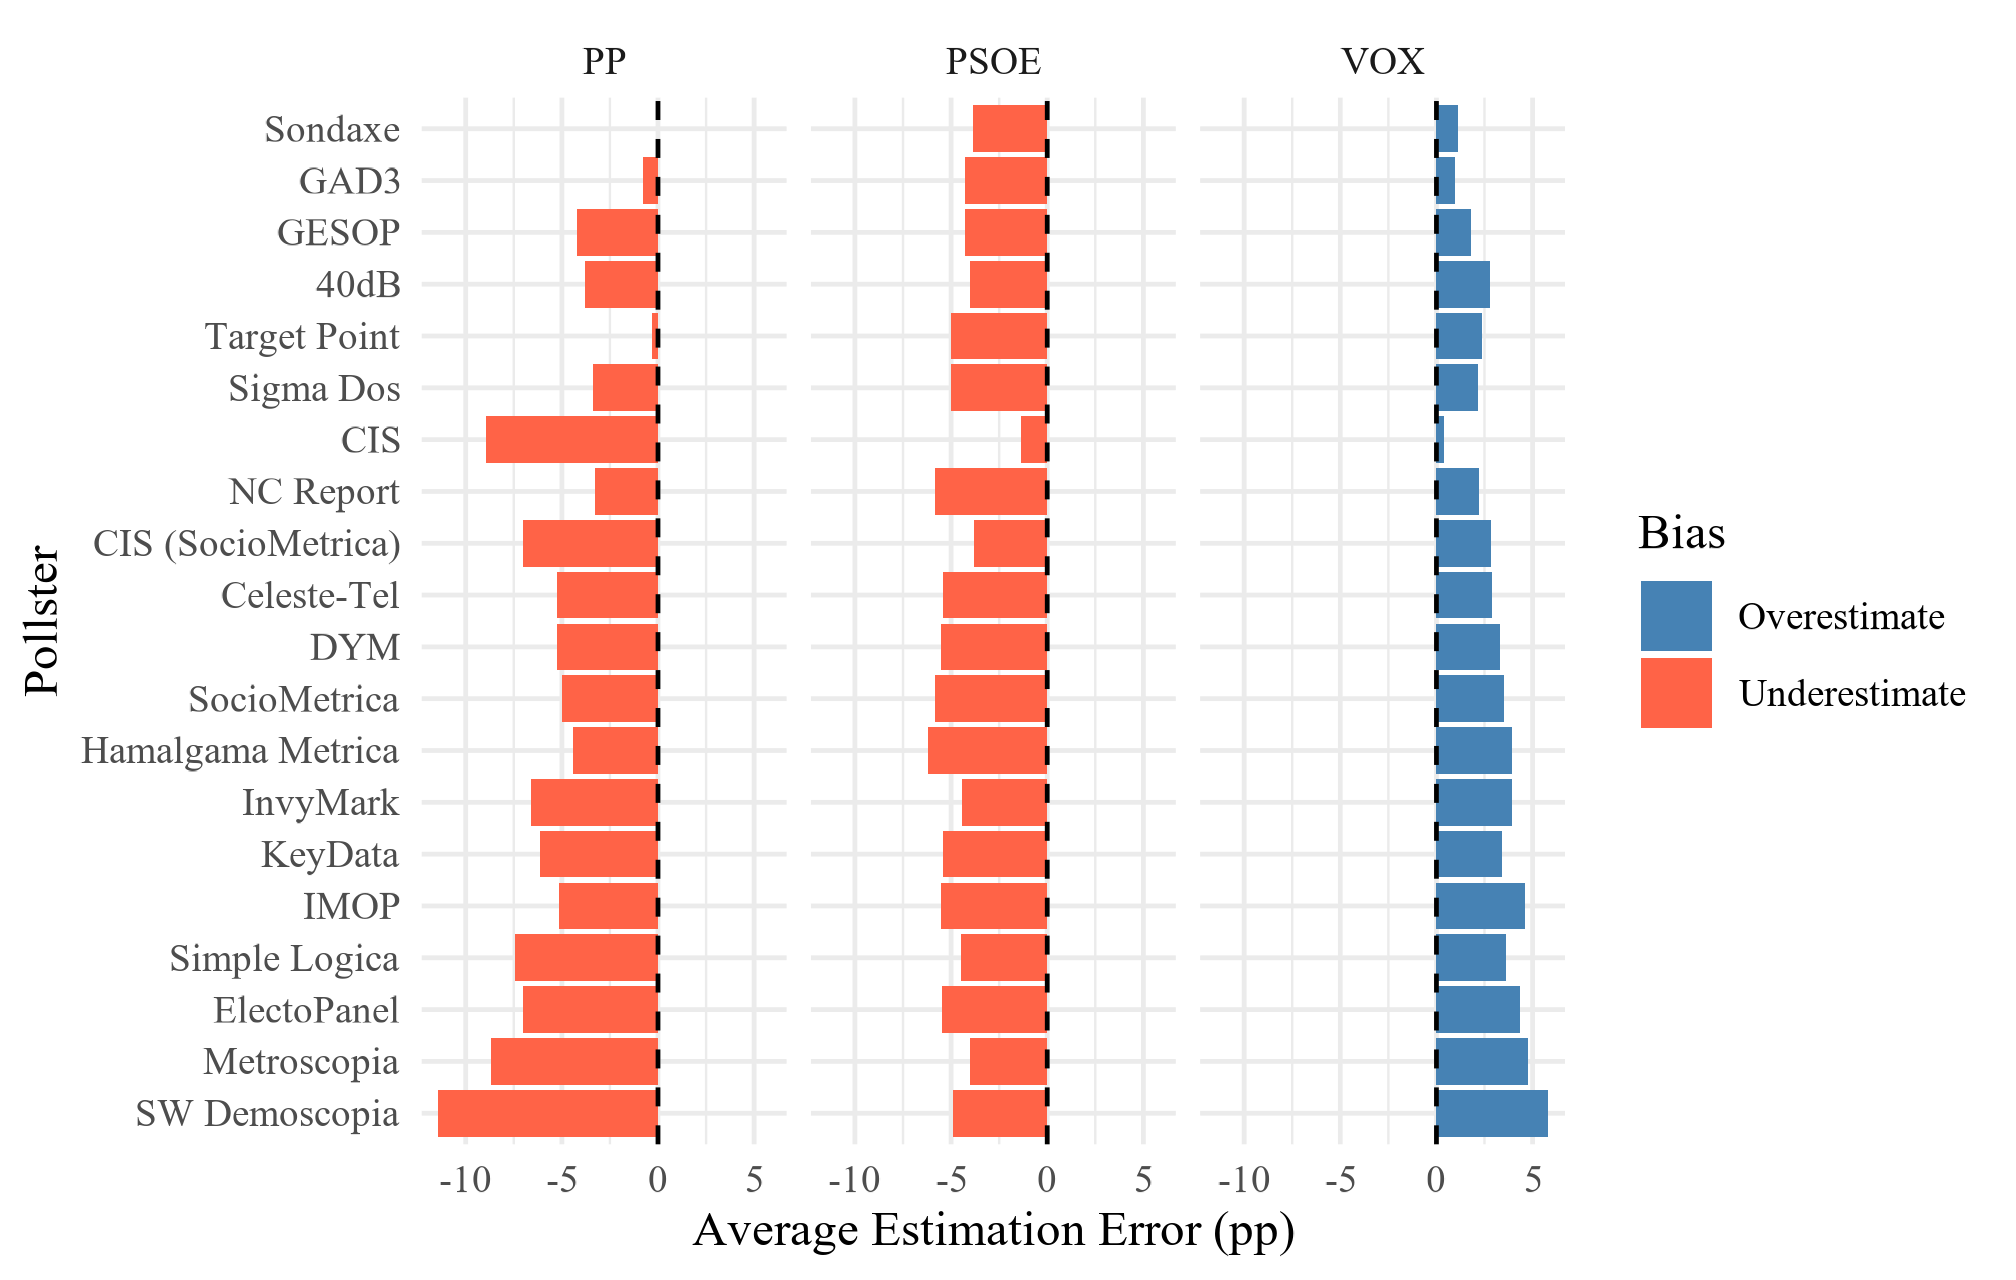 PP PSOE VOX
Sondaxe
GAD3
GESOP
40dB
Target Point
Sigma Dos
CIS
NC Report
CIS (SocioMetrica)
Celeste-Tel
DYM
SocioMetrica
Hamalgama Metrica
InvyMark
KeyData
IMOP
Simple Logica
ElectoPanel
Metroscopia
SW Demoscopia
Pollster
-10 -5 0 5 -10 -5 0 5 -10 -5 0 5
Average Estimation Error (pp)
Bias
Overestimate
Underestimate